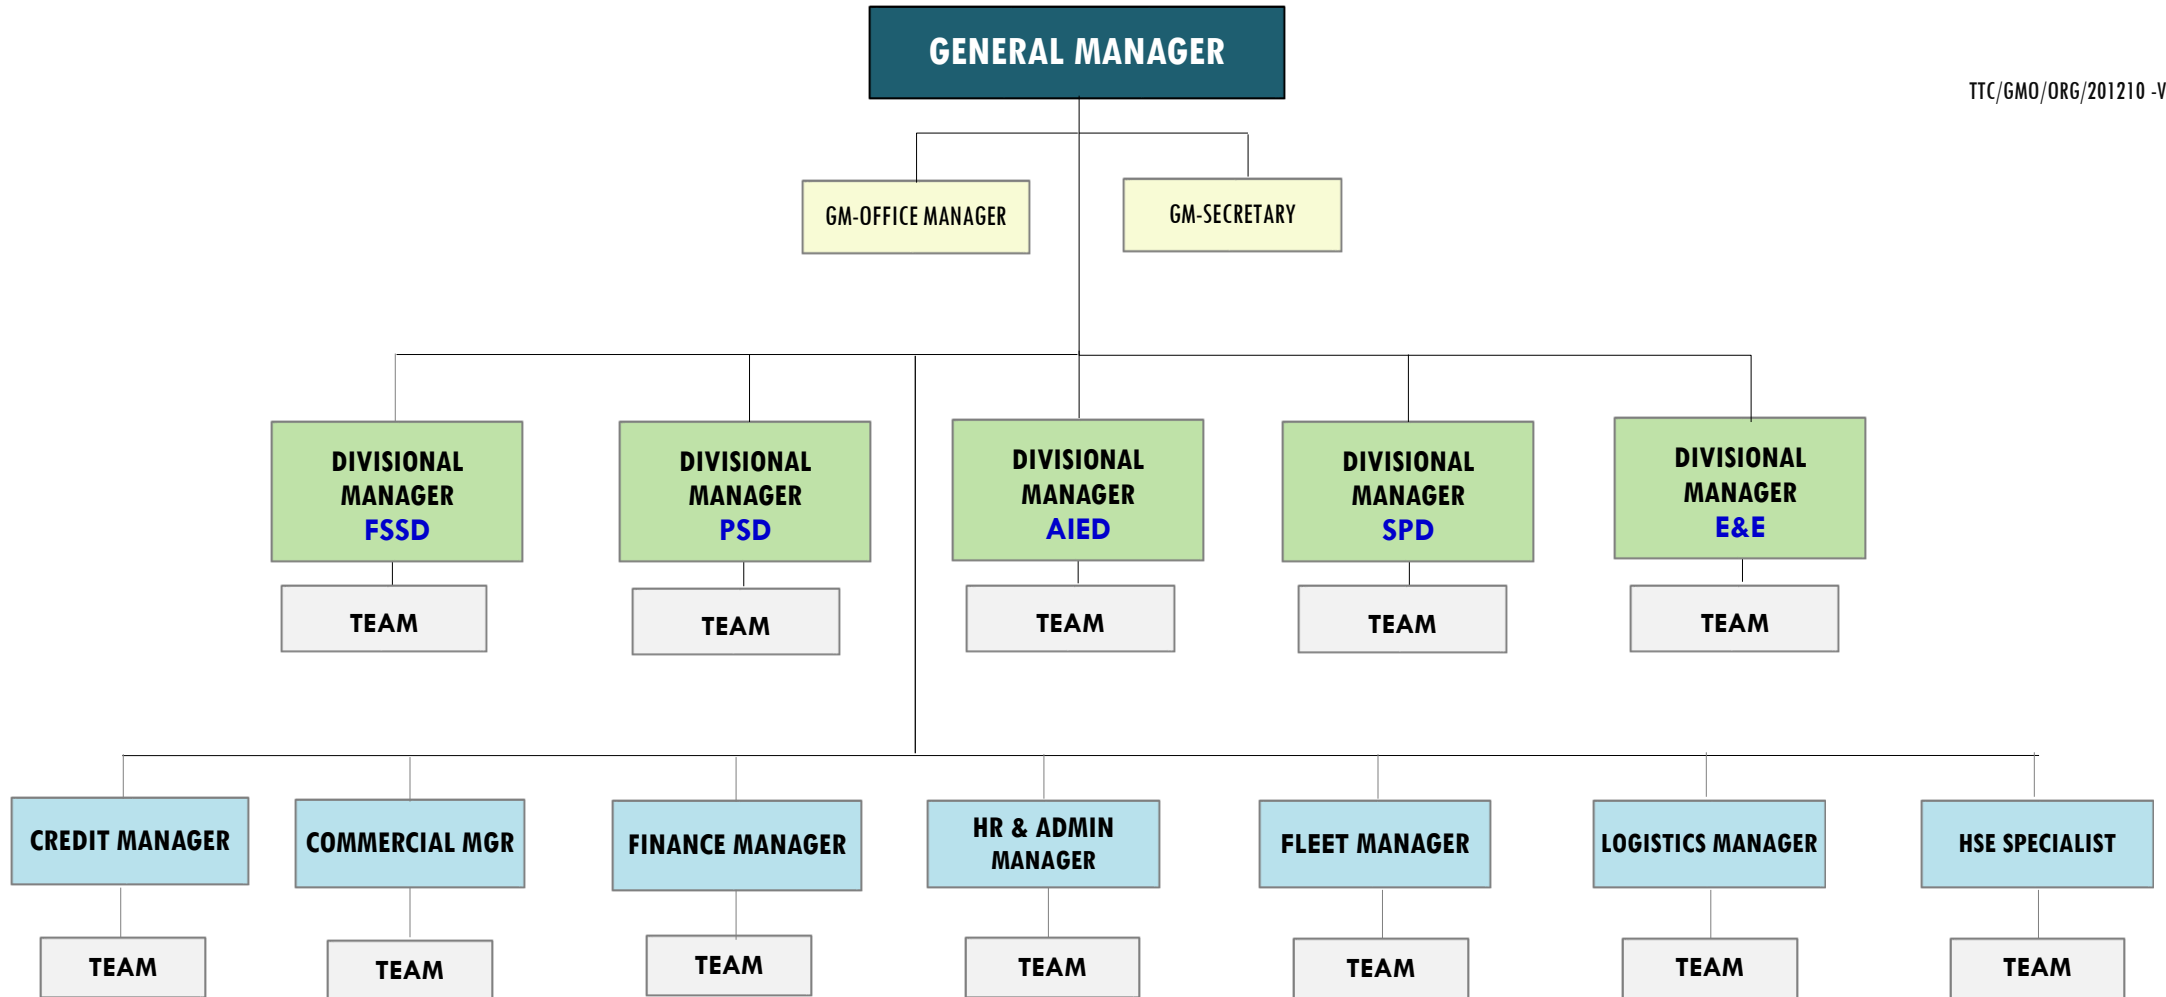 GENERAL MANAGER
TTC/GMO/ORG/201210 -V
GM-OFFICE MANAGER
GM-SECRETARY
DIVISIONAL
MANAGER
FSSD
DIVISIONAL
MANAGER
PSD
DIVISIONAL
MANAGER
AIED
DIVISIONAL
MANAGER
SPD
DIVISIONAL
MANAGER
E&E
TEAM
TEAM
TEAM
TEAM
TEAM
CREDIT MANAGER
COMMERCIAL MGR
FINANCE MANAGER
HR & ADMIN
MANAGER
FLEET MANAGER
LOGISTICS MANAGER
HSE SPECIALIST
TEAM
TEAM
TEAM
TEAM
TEAM
TEAM
TEAM